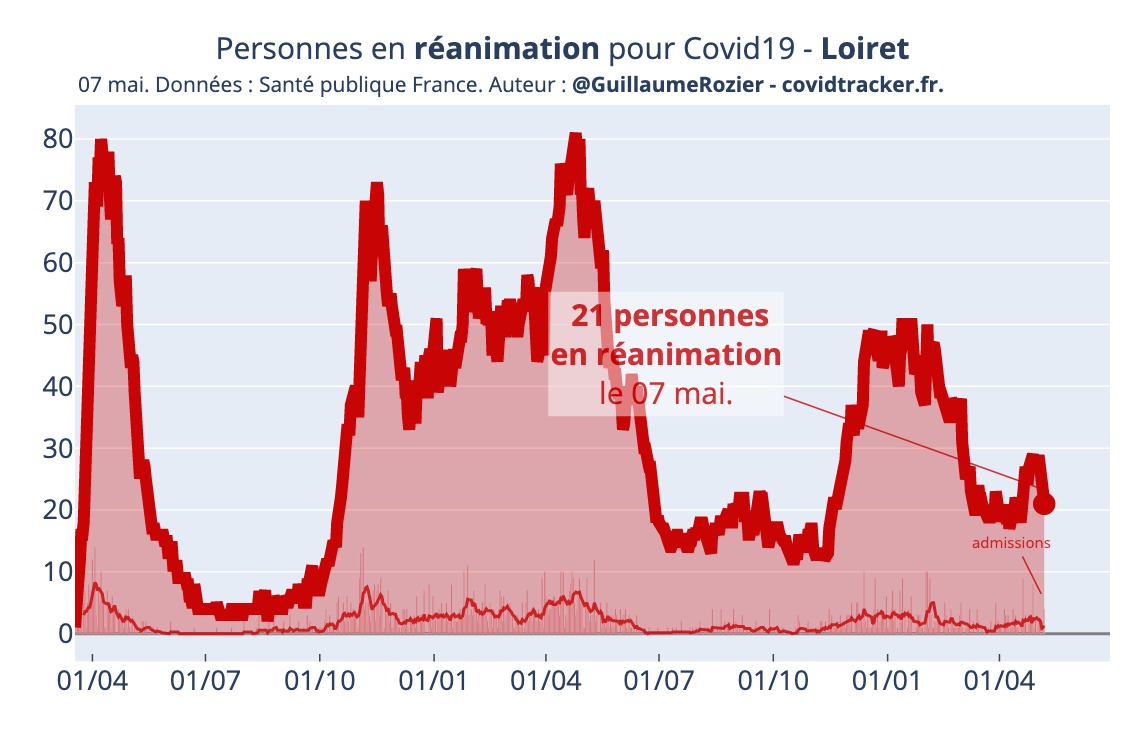 Personnes en réanimation pour Covid19 - Loiret
07 mai. Données : Santé publique France. Auteur : @GuillaumeRozier - covidtracker.fr.
80
70
60
50
40
30
20
10
0
21 personnes
en réanimation
le 07 mai.
admissions
01/04 01/07 01/10 01/01 01/04 01/07 01/10 01/01 01/04